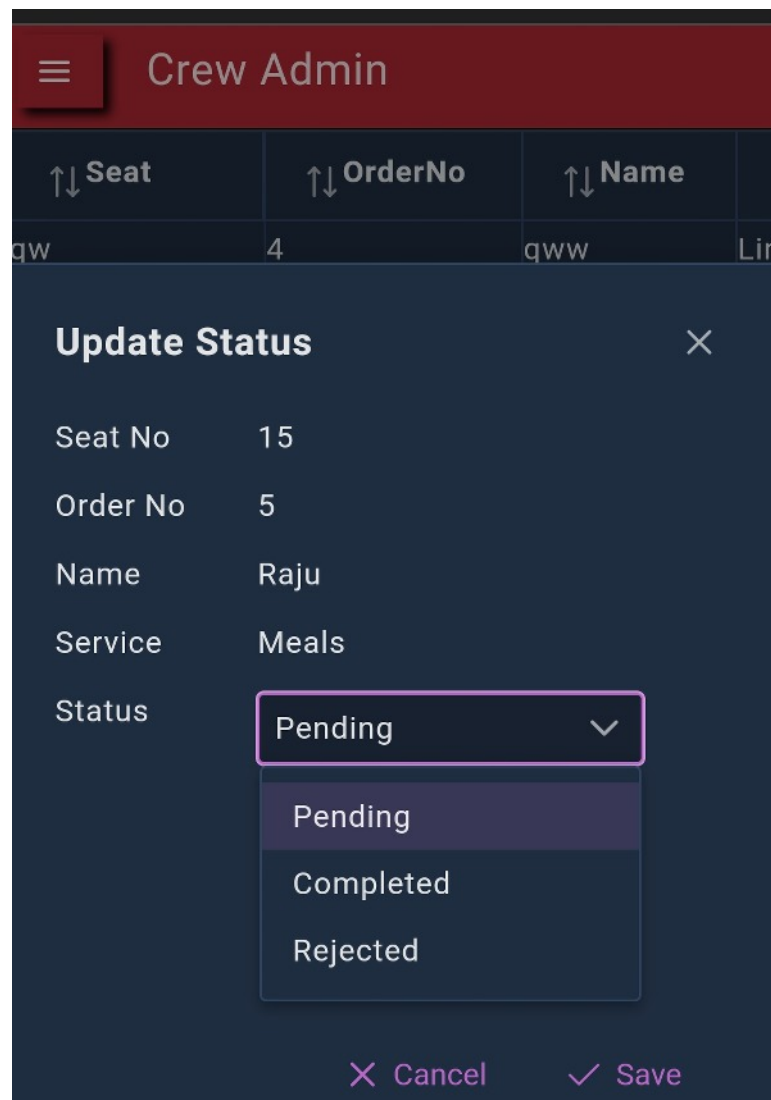 Crew Admin
Seat OrderNo Name
qw 4 qww Lir
Update Status
Seat No 15
Order No 5
Name Raju
Service Meals
Status Pending
Pending
Completed
Rejected
Cancel Save